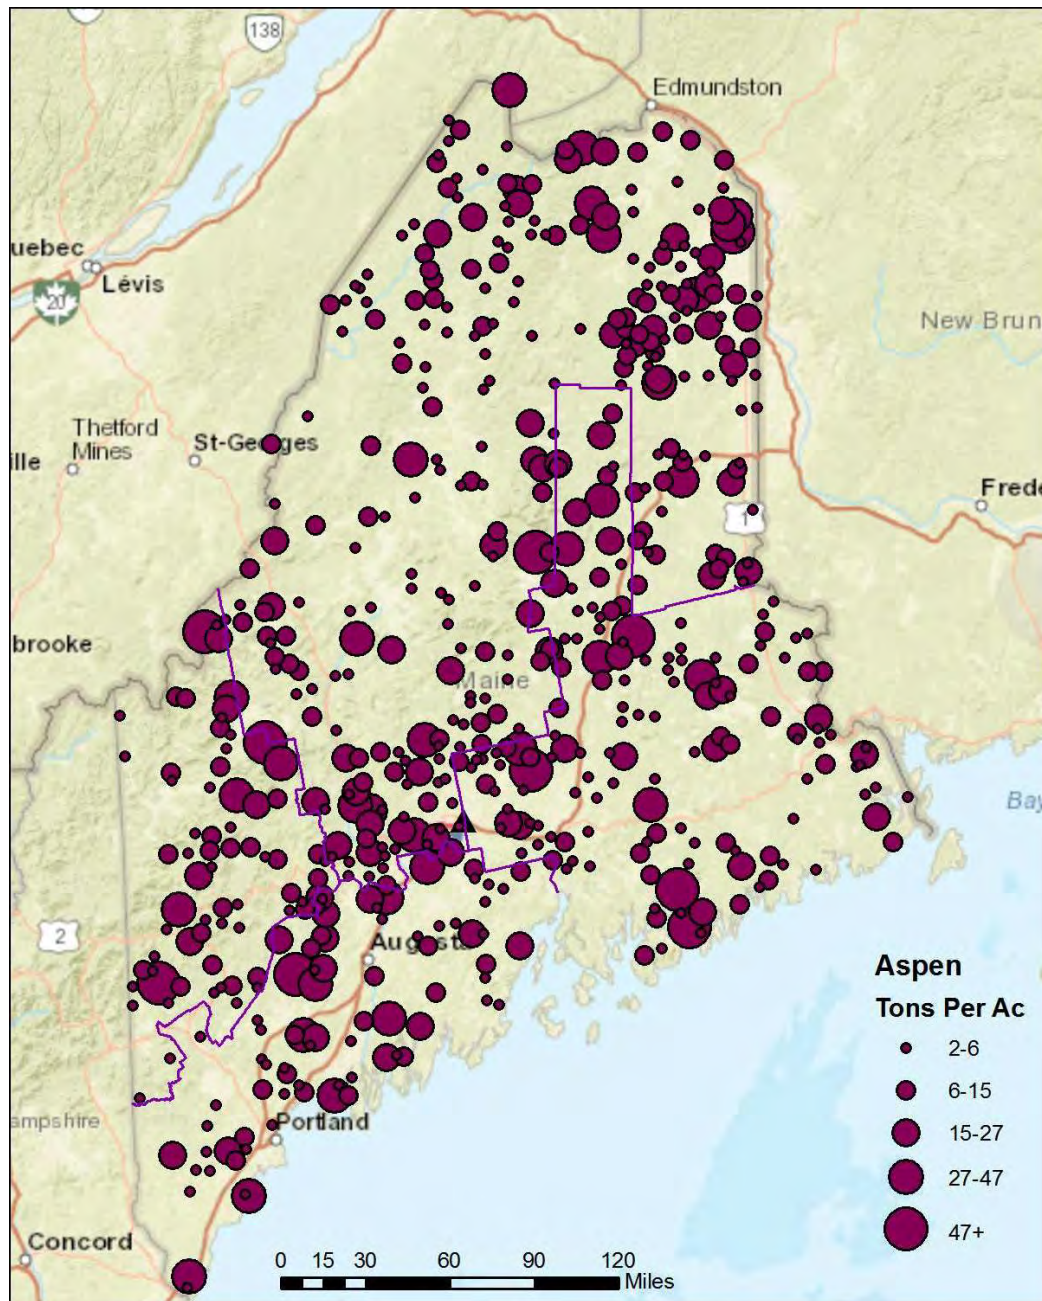 138
Edmundston
uebec
Lévis
20
New Brun
Thetford
Mines
St-Georges
ille
Frede
1
brooke
Maine
Bay
2
Augusta
Aspen
Tons Per Ac
2-6
6-15
15-27
27-47
47+
ampshire
Portland
Concord
0 15 30 60 90 120
Miles